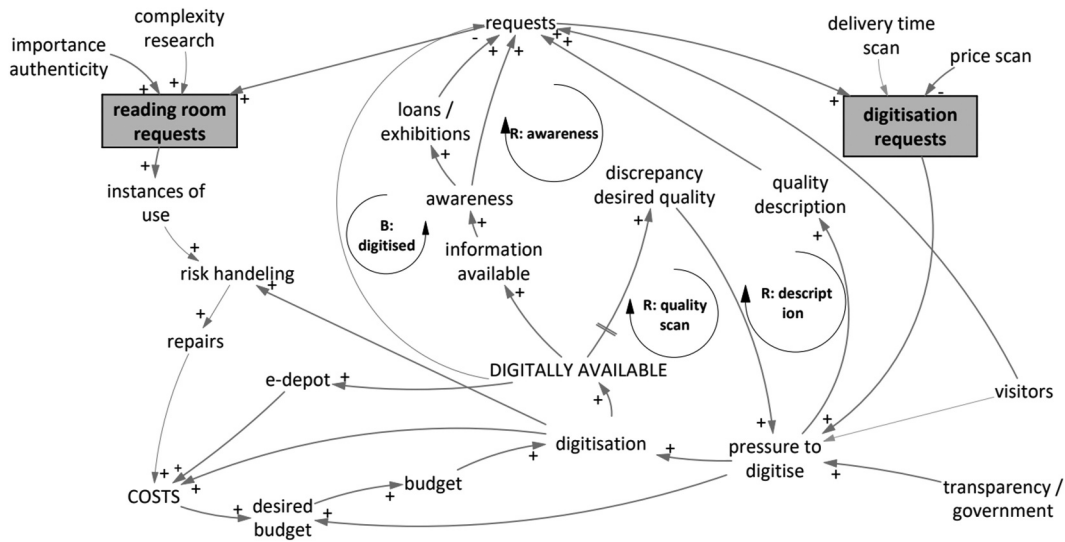 complexity
research
importance
authenticity
reading room
requests
instances of
use
risk handeling
repairs
e-depot
COSTS
desired
budget
budget
digitisation
DIGITALLY AVAILABLE
information
available
awareness
loans /
exhibitions
requests
B:
digitised
R: awareness
discrepancy
desired quality
R: quality
scan
quality
description
R: descript
ion
delivery time
scan
price scan
digitisation
requests
visitors
pressure to
digitise
transparency /
government